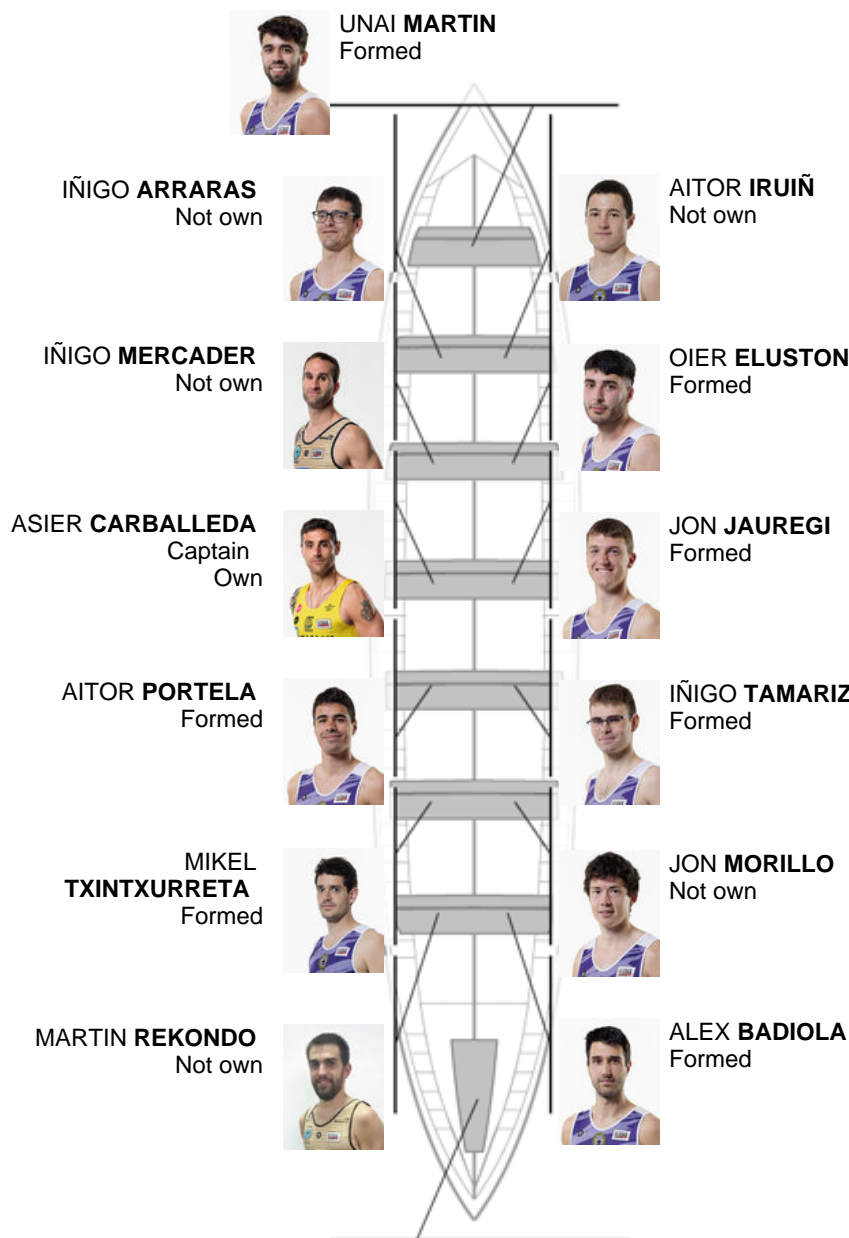 UNAI MARTIN
Formed
IÑIGO ARRARAS
Not own
AITOR IRUIÑ
Not own
IÑIGO MERCADER
Not own
OIER ELUSTON
Formed
ASIER CARBALLEDA
Captain
Own
JON JAUREGI
Formed
AITOR PORTELA
Formed
IÑIGO TAMARIZ
Formed
MIKEL
TXINTXURRETA
Formed
JON MORILLO
Not own
MARTIN REKONDO
Not own
ALEX BADIOLA
Formed